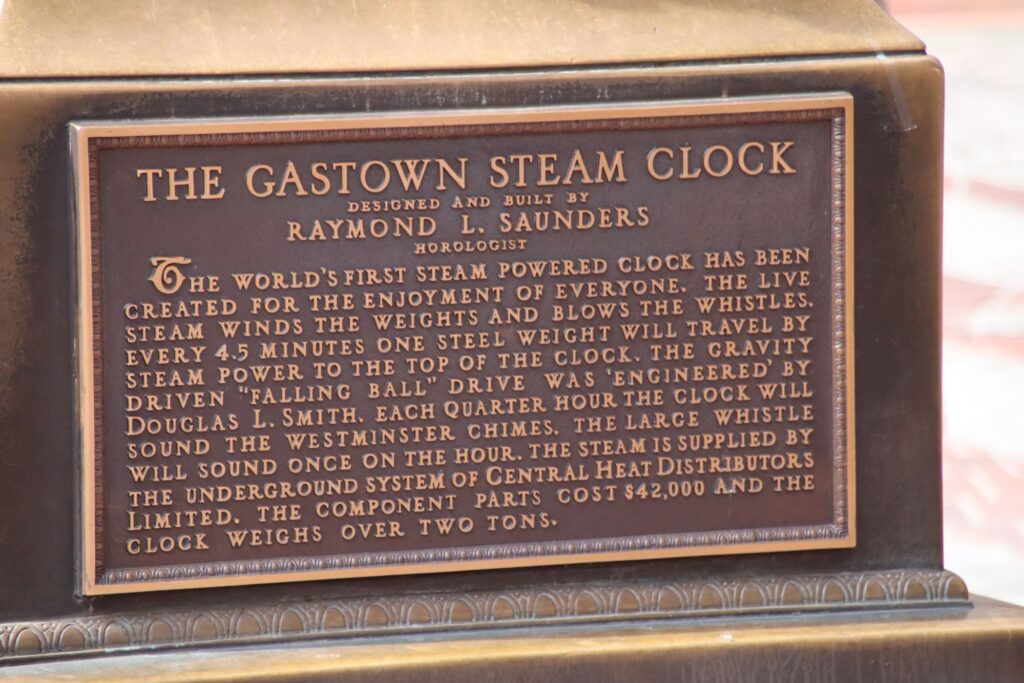 THE GASTOWN STEAM CLOCK
DESIGNED AND BUILT BY
RAYMOND L. SAUNDERS
HOROLOGIST
THE WORLD'S FIRST STEAM POWERED CLOCK HAS BEEN
CREATED FOR THE ENJOYMENT OF EVERYONE. THE LIVE
STEAM WINDS THE WEIGHTS AND BLOWS THE WHISTLES.
EVERY 4.5 MINUTES ONE STEEL WEIGHT WILL TRAVEL BY
STEAM POWER TO THE TOP OF THE CLOCK. THE GRAVITY
DRIVEN "FALLING BALL" DRIVE WAS 'ENGINEERED' BY
DOUGLAS L. SMITH. EACH QUARTER HOUR THE CLOCK WILL
SOUND THE WESTMINSTER CHIMES. THE LARGE WHISTLE
WILL SOUND ONCE ON THE HOUR. THE STEAM IS SUPPLIED BY
THE UNDERGROUND SYSTEM OF CENTRAL HEAT DISTRIBUTORS
LIMITED. THE COMPONENT PARTS COST $42,000 AND THE
CLOCK WEIGHS OVER TWO TONS.